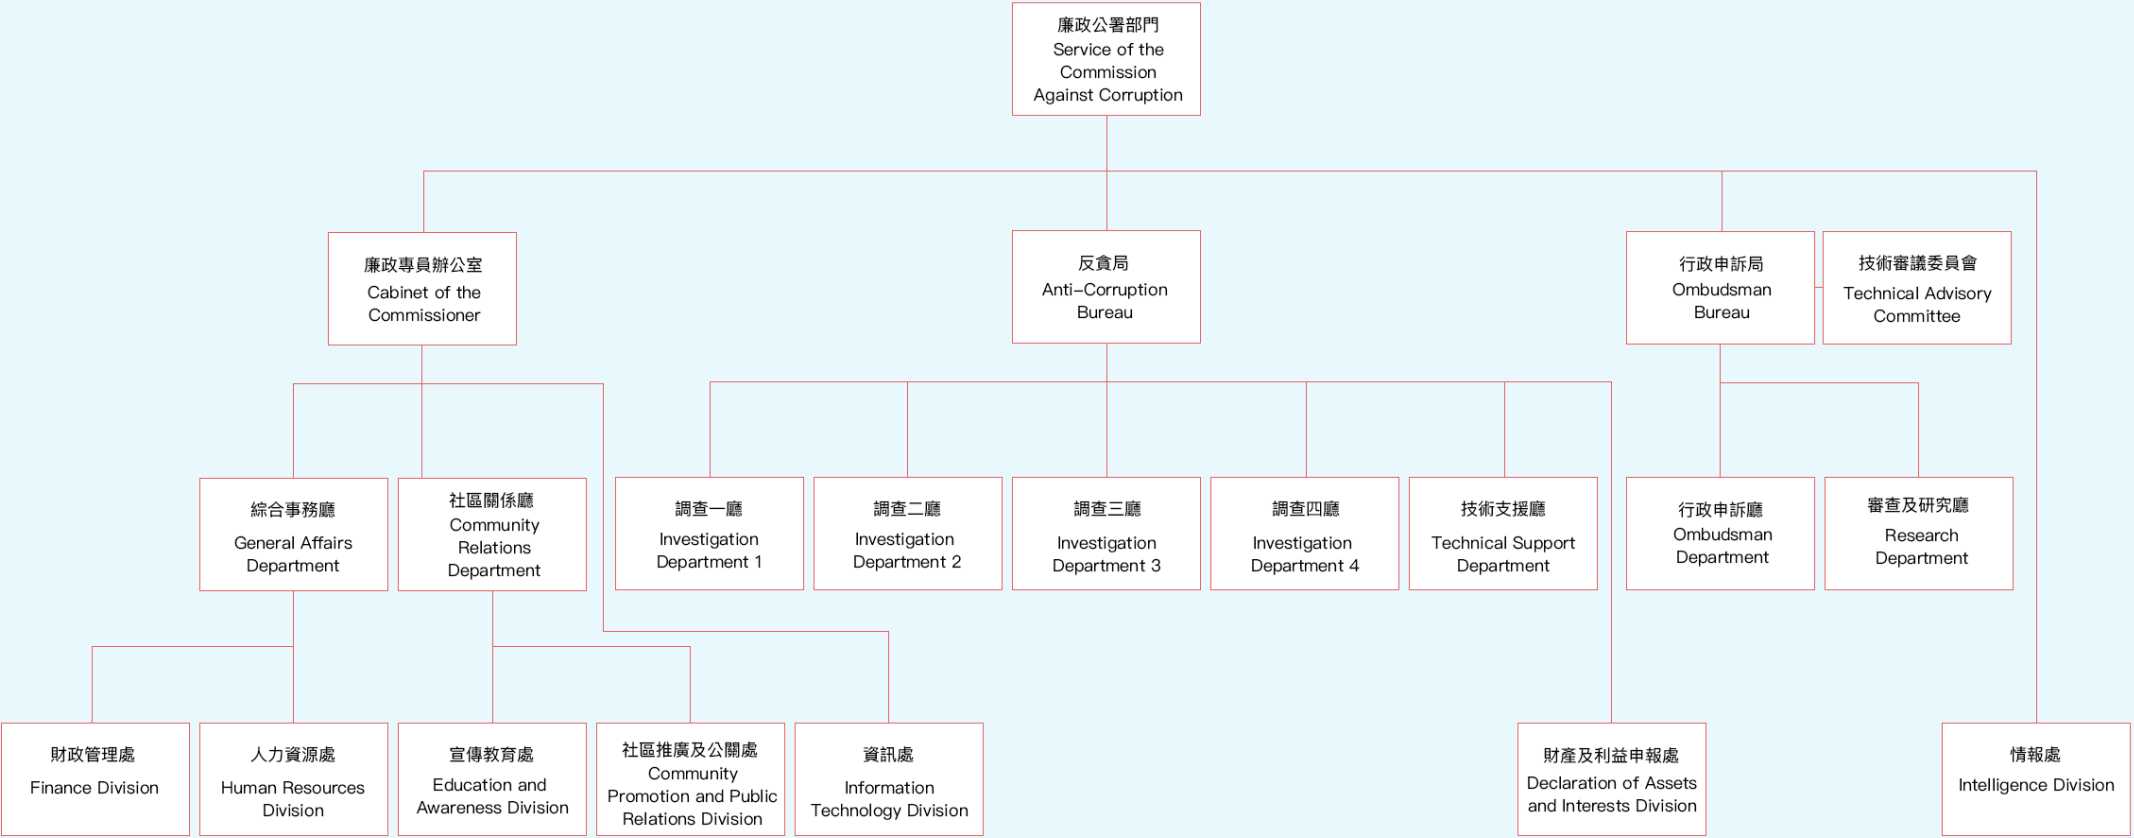 廉政公署部門
Service of the
Commission
Against Corruption
廉政專員辦公室
Cabinet of the
Commissioner
反貪局
Anti-Corruption
Bureau
行政申訴局
Ombudsman
Bureau
技術審議委員會
Technical Advisory
Committee
綜合事務廳
General Affairs
Department
社區關係廳
Community
Relations
Department
調查一廳
Investigation
Department 1
調查二廳
Investigation
Department 2
調查三廳
Investigation
Department 3
調查四廳
Investigation
Department 4
技術支援廳
Technical Support
Department
行政申訴廳
Ombudsman
Department
審查及研究廳
Research
Department
財政管理處
Finance Division
人力資源處
Human Resources
Division
宣傳教育處
Education and
Awareness Division
社區推廣及公關處
Community
Promotion and Public
Relations Division
資訊處
Information
Technology Division
財產及利益申報處
Declaration of Assets
and Interests Division
情報處
Intelligence Division